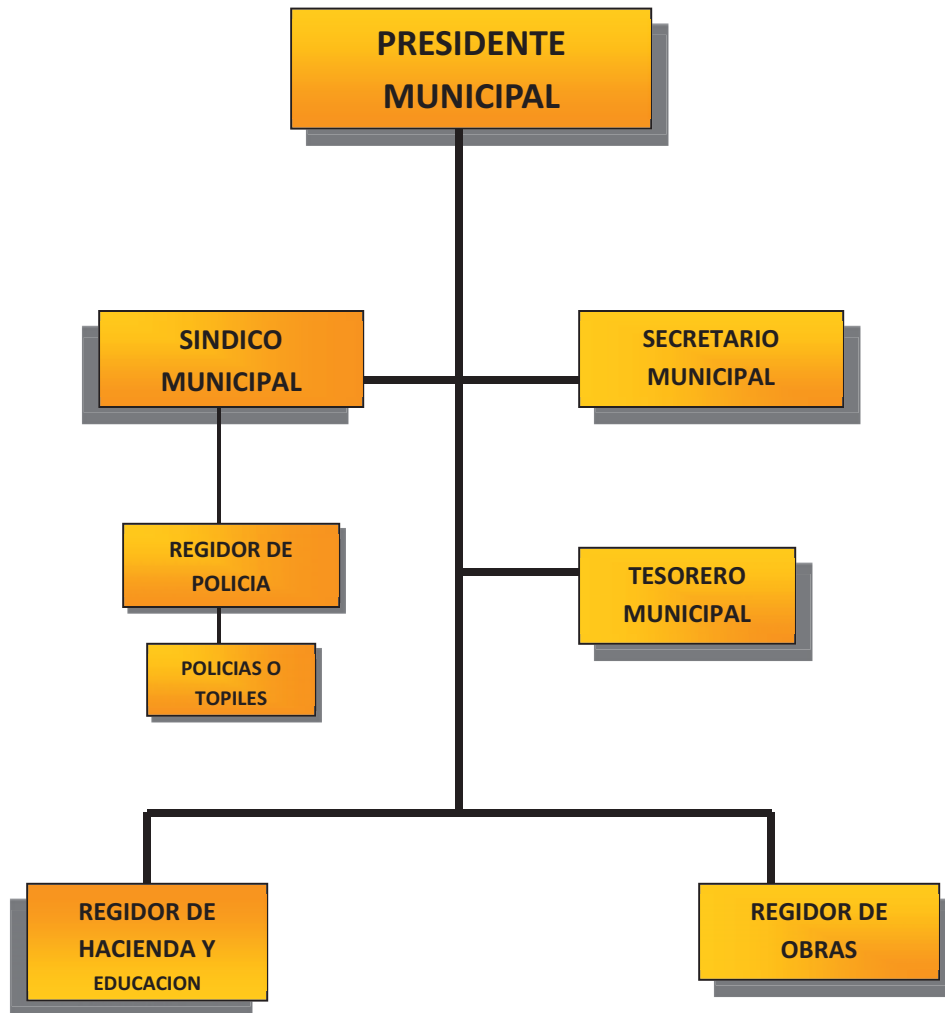 PRESIDENTE
MUNICIPAL
SINDICO
MUNICIPAL
SECRETARIO
MUNICIPAL
REGIDOR DE
POLICIA
TESORERO
MUNICIPAL
POLICIAS O
TOPILES
REGIDOR DE
HACIENDA Y
EDUCACION
REGIDOR DE
OBRAS